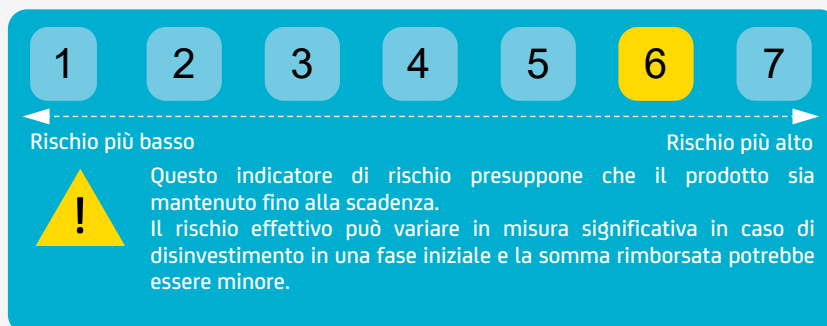 1 2 3 4 5 6 7
Rischio più basso Rischio più alto
! Questo indicatore di rischio presuppone che il prodotto sia
mantenuto fino alla scadenza.
Il rischio effettivo può variare in misura significativa in caso di
disinvestimento in una fase iniziale e la somma rimborsata potrebbe
essere minore.